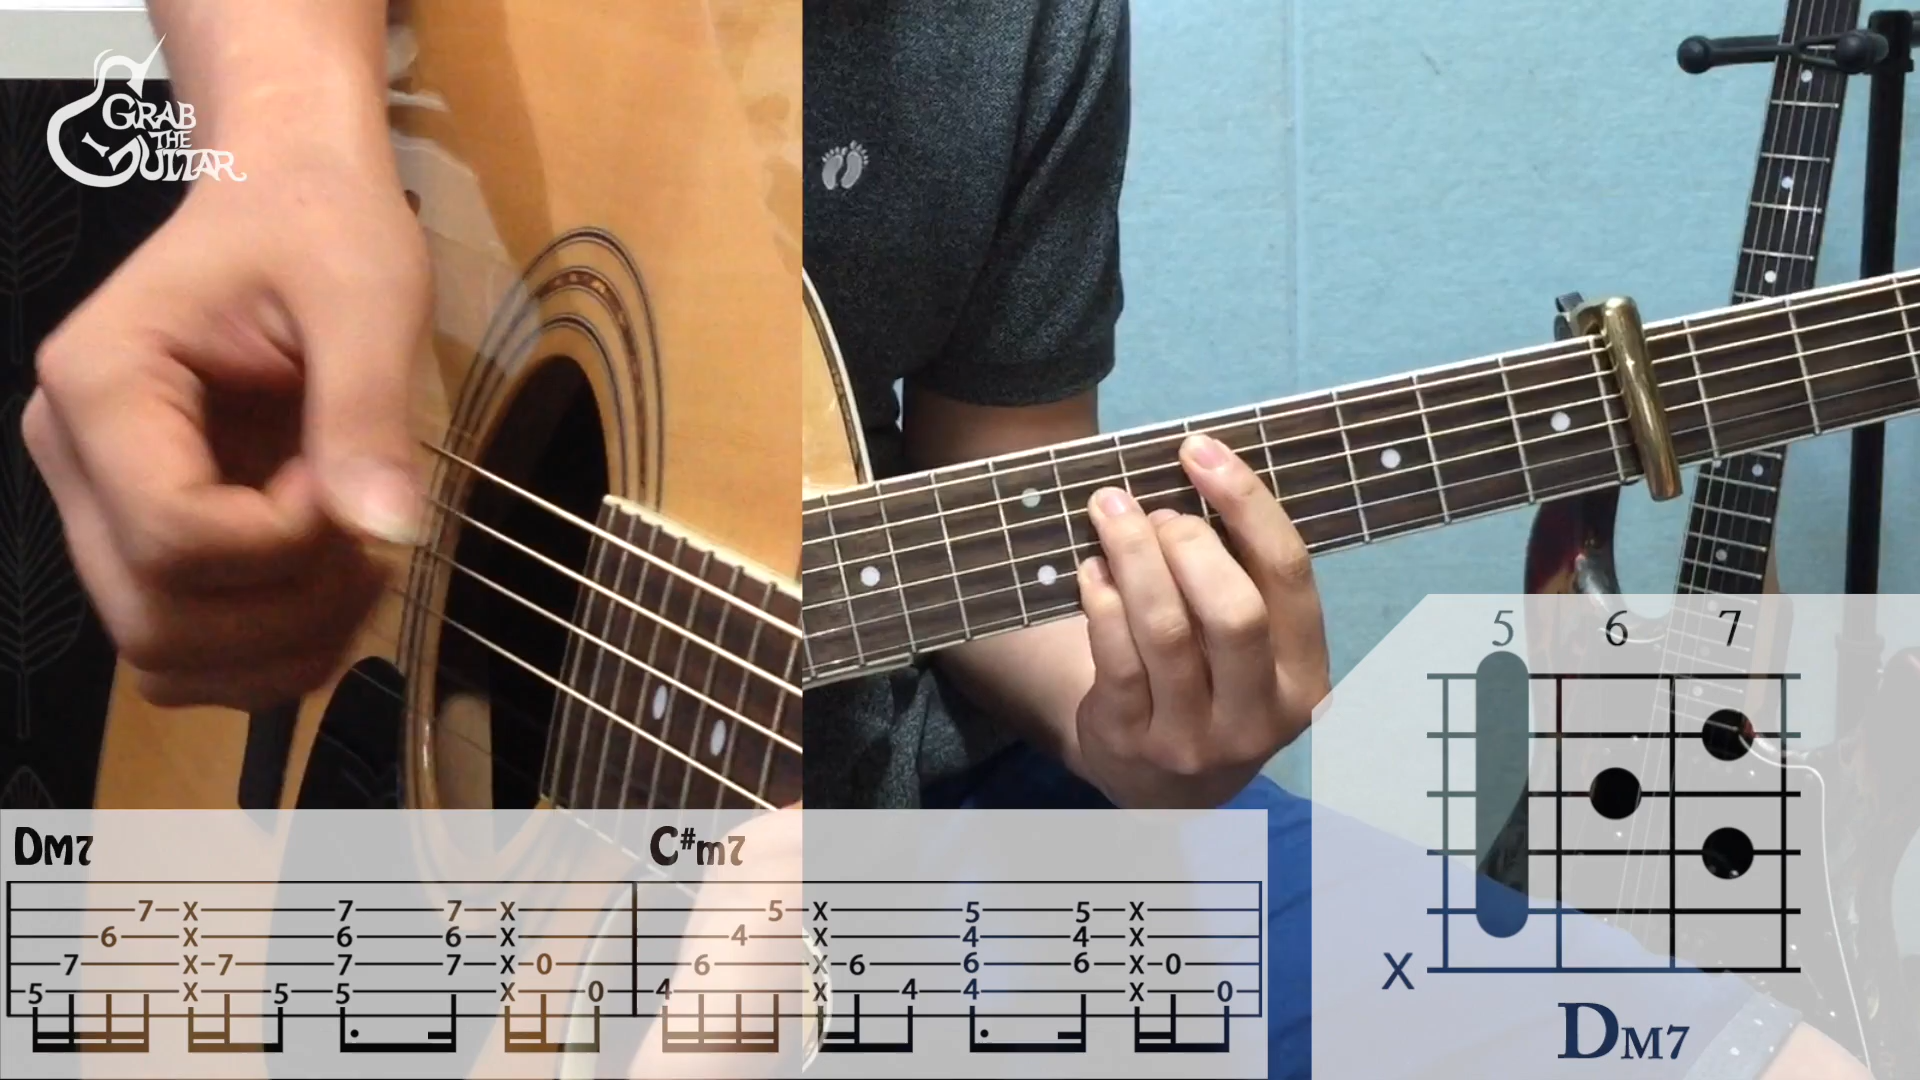 GRAB
THE
GUITAR
5 6 7
X
DM7
DM7 C#m7
7 X 7 7 X 5 X 5 5 X
6 X 6 6 X 4 X 4 4 X
7 X 7 7 7 X 0 6 X 6 6 6 X 0
5 X 5 5 X 0 4 X 4 4 X 0